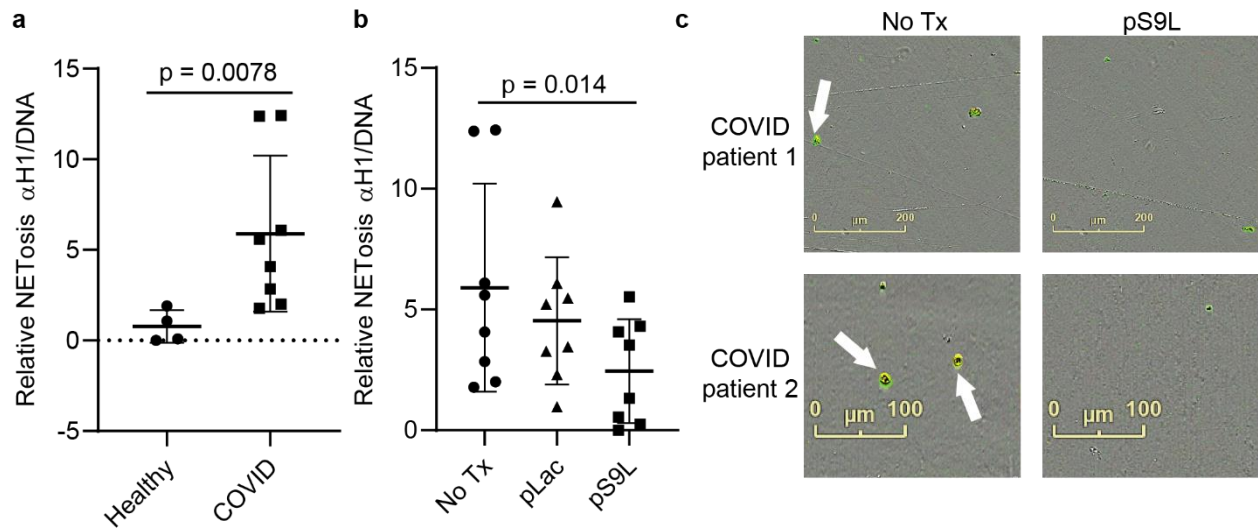 a
p = 0.0078
Relative NETosis αH1/DNA
15
10
5
0
-5
Healthy
COVID
b
p = 0.014
Relative NETosis αH1/DNA
15
10
5
0
No Tx
pLac
pS9L
c
No Tx
pS9L
COVID
patient 1
0 μm 200
0 μm 200
COVID
patient 2
0 μm 100
0 μm 100